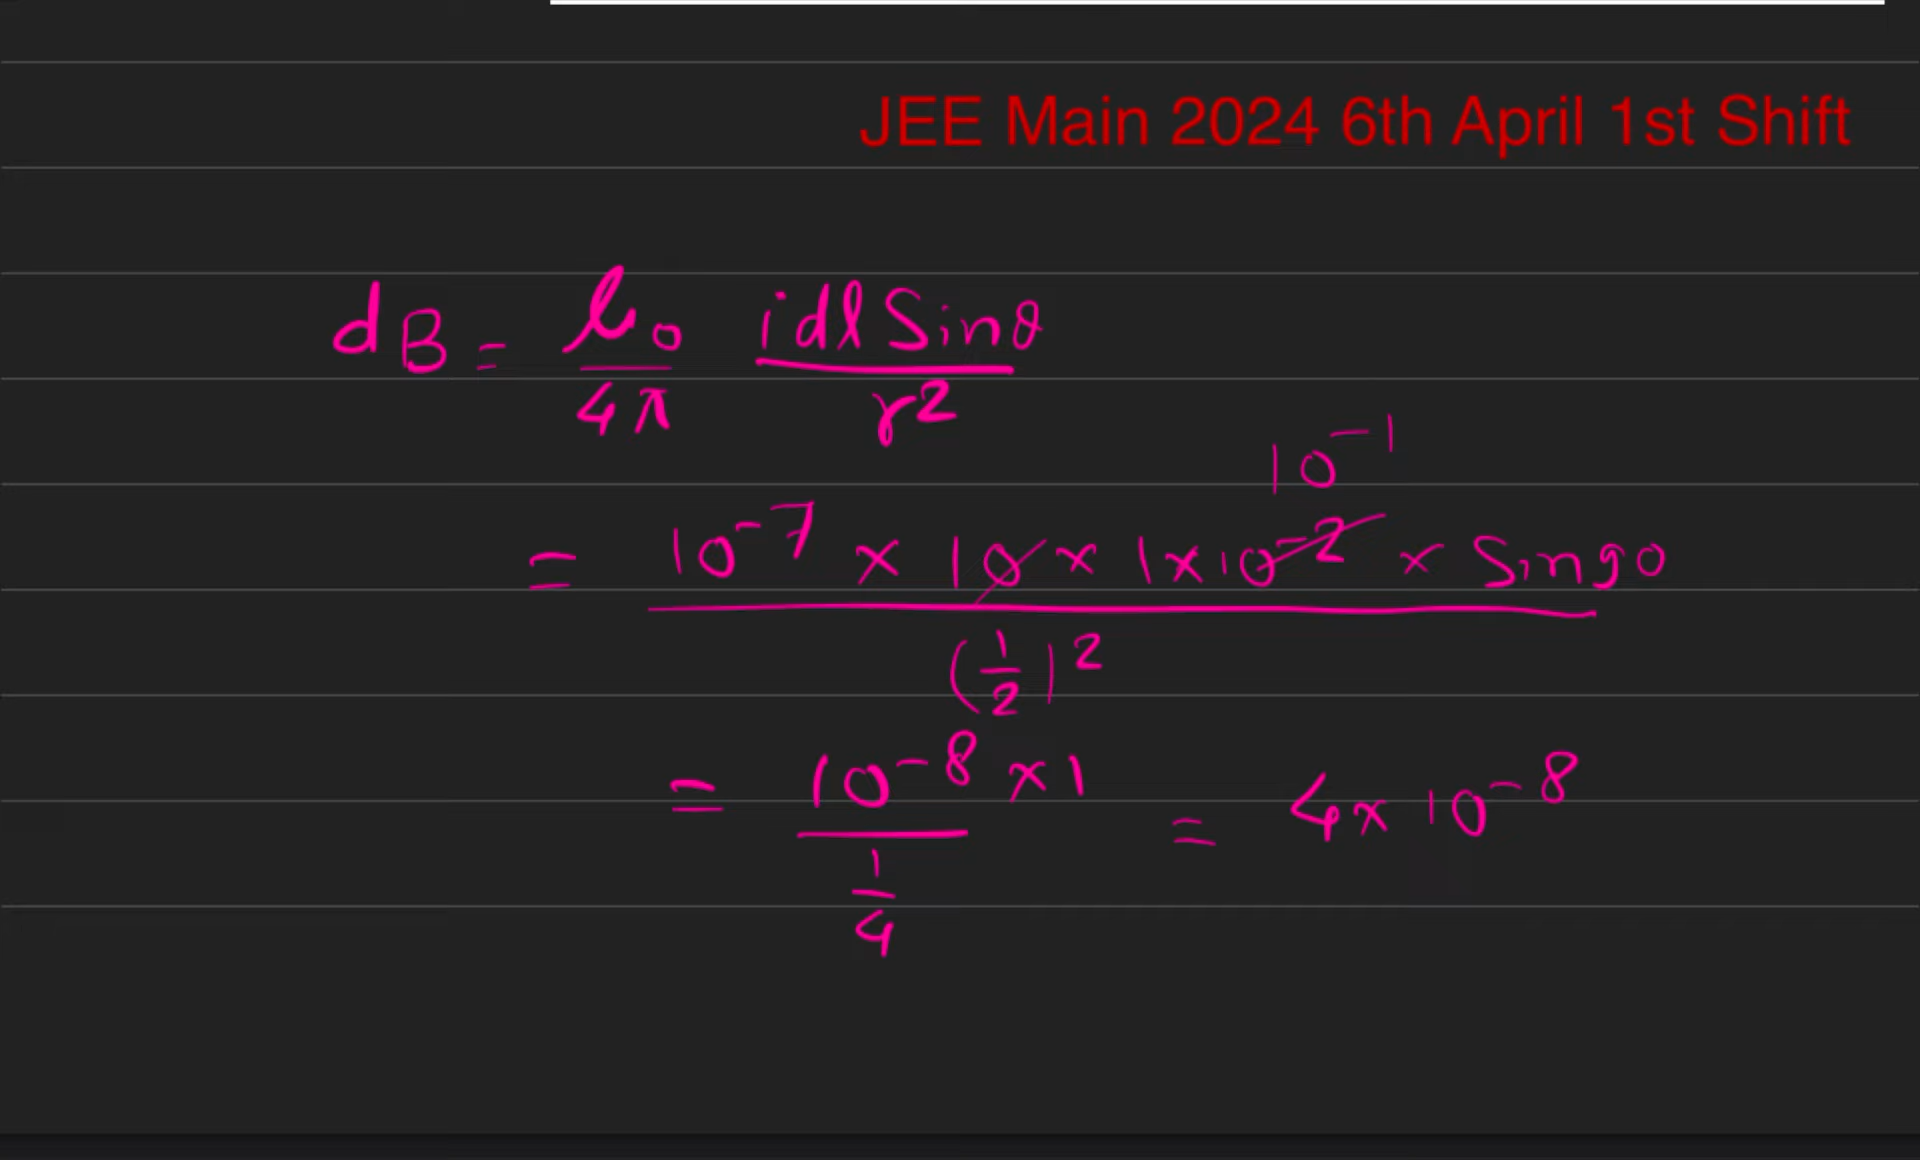 JEE Main 2024 6th April 1st Shift
dB = μ₀/4π idl Sinθ/r²
10⁻¹
= 10⁻⁷ × 10 × 1×10⁻² × Sin90 / (1/2)²
= 10⁻⁸ ×1 / 1/4 = 4×10⁻⁸